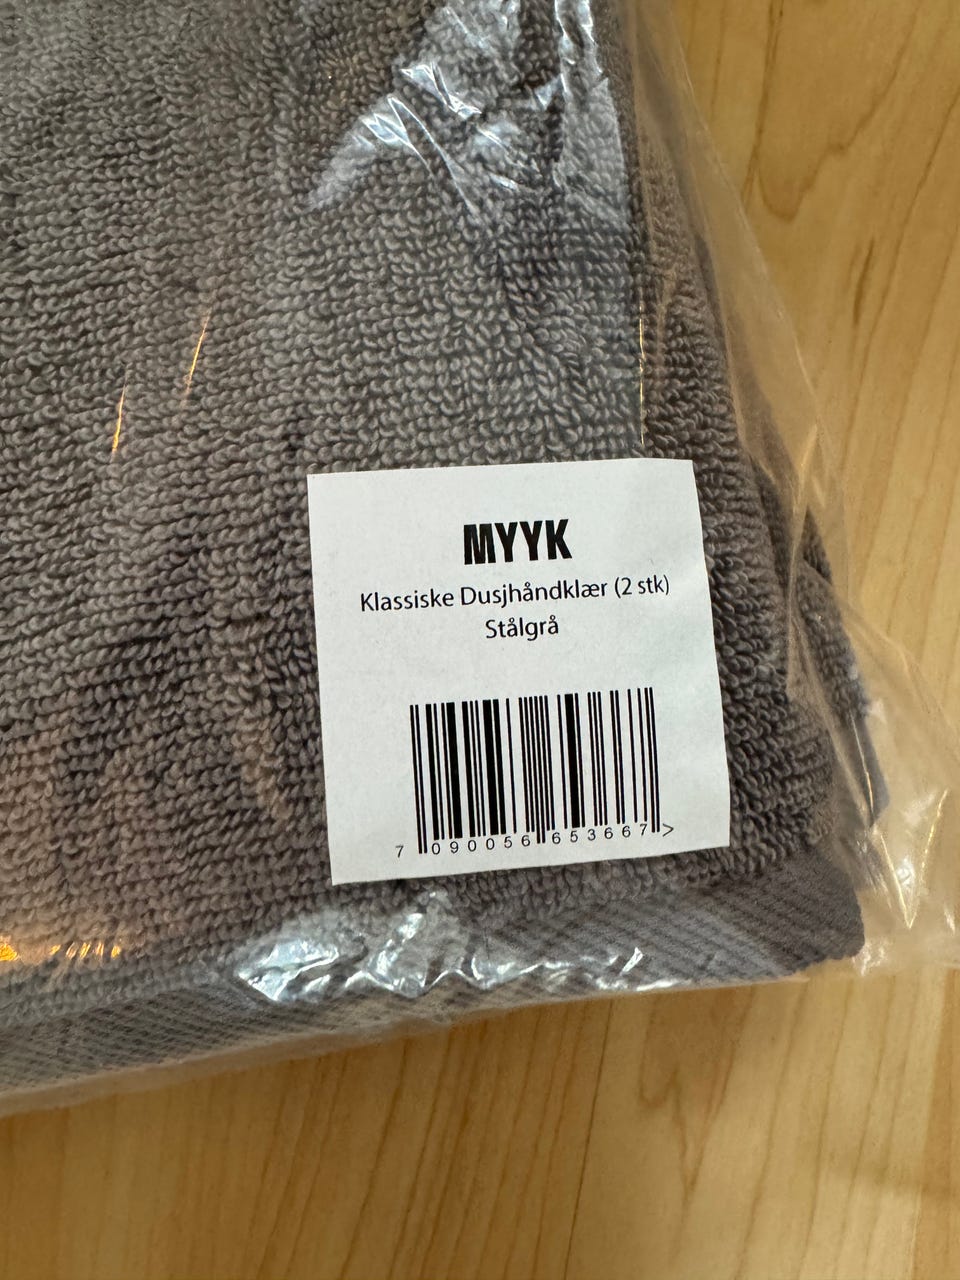 MYYK
Klassiske Dusjhåndklær (2 stk)
Stålgrå
7 090056 653667 >